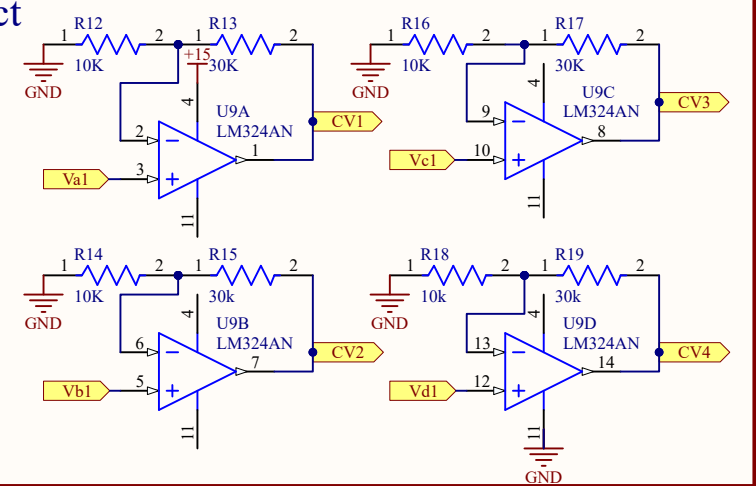 ct
R12
R13
1
2
1
2
10K
+15
30K
GND
4
U9A
LM324AN
2
3
1
11
Va1
CV1
R16
R17
1
2
1
2
10K
30K
GND
4
U9C
LM324AN
9
10
8
11
Vc1
CV3
R14
R15
1
2
1
2
10K
30k
GND
4
U9B
LM324AN
6
5
7
11
Vb1
CV2
R18
R19
1
2
1
2
10k
30k
GND
4
U9D
LM324AN
13
12
14
11
Vd1
CV4
GND